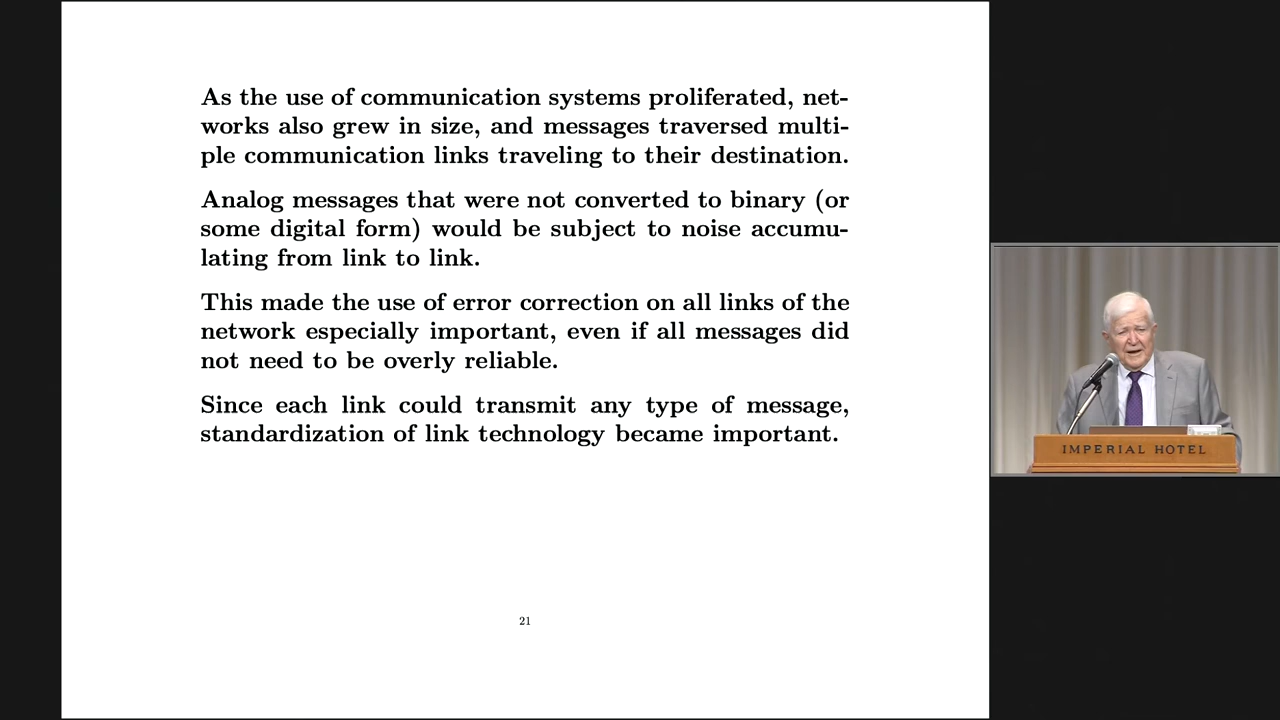 As the use of communication systems proliferated, net-
works also grew in size, and messages traversed multi-
ple communication links traveling to their destination.
Analog messages that were not converted to binary (or
some digital form) would be subject to noise accumu-
lating from link to link.
This made the use of error correction on all links of the
network especially important, even if all messages did
not need to be overly reliable.
Since each link could transmit any type of message,
standardization of link technology became important.
21
IMPERIAL HOTEL